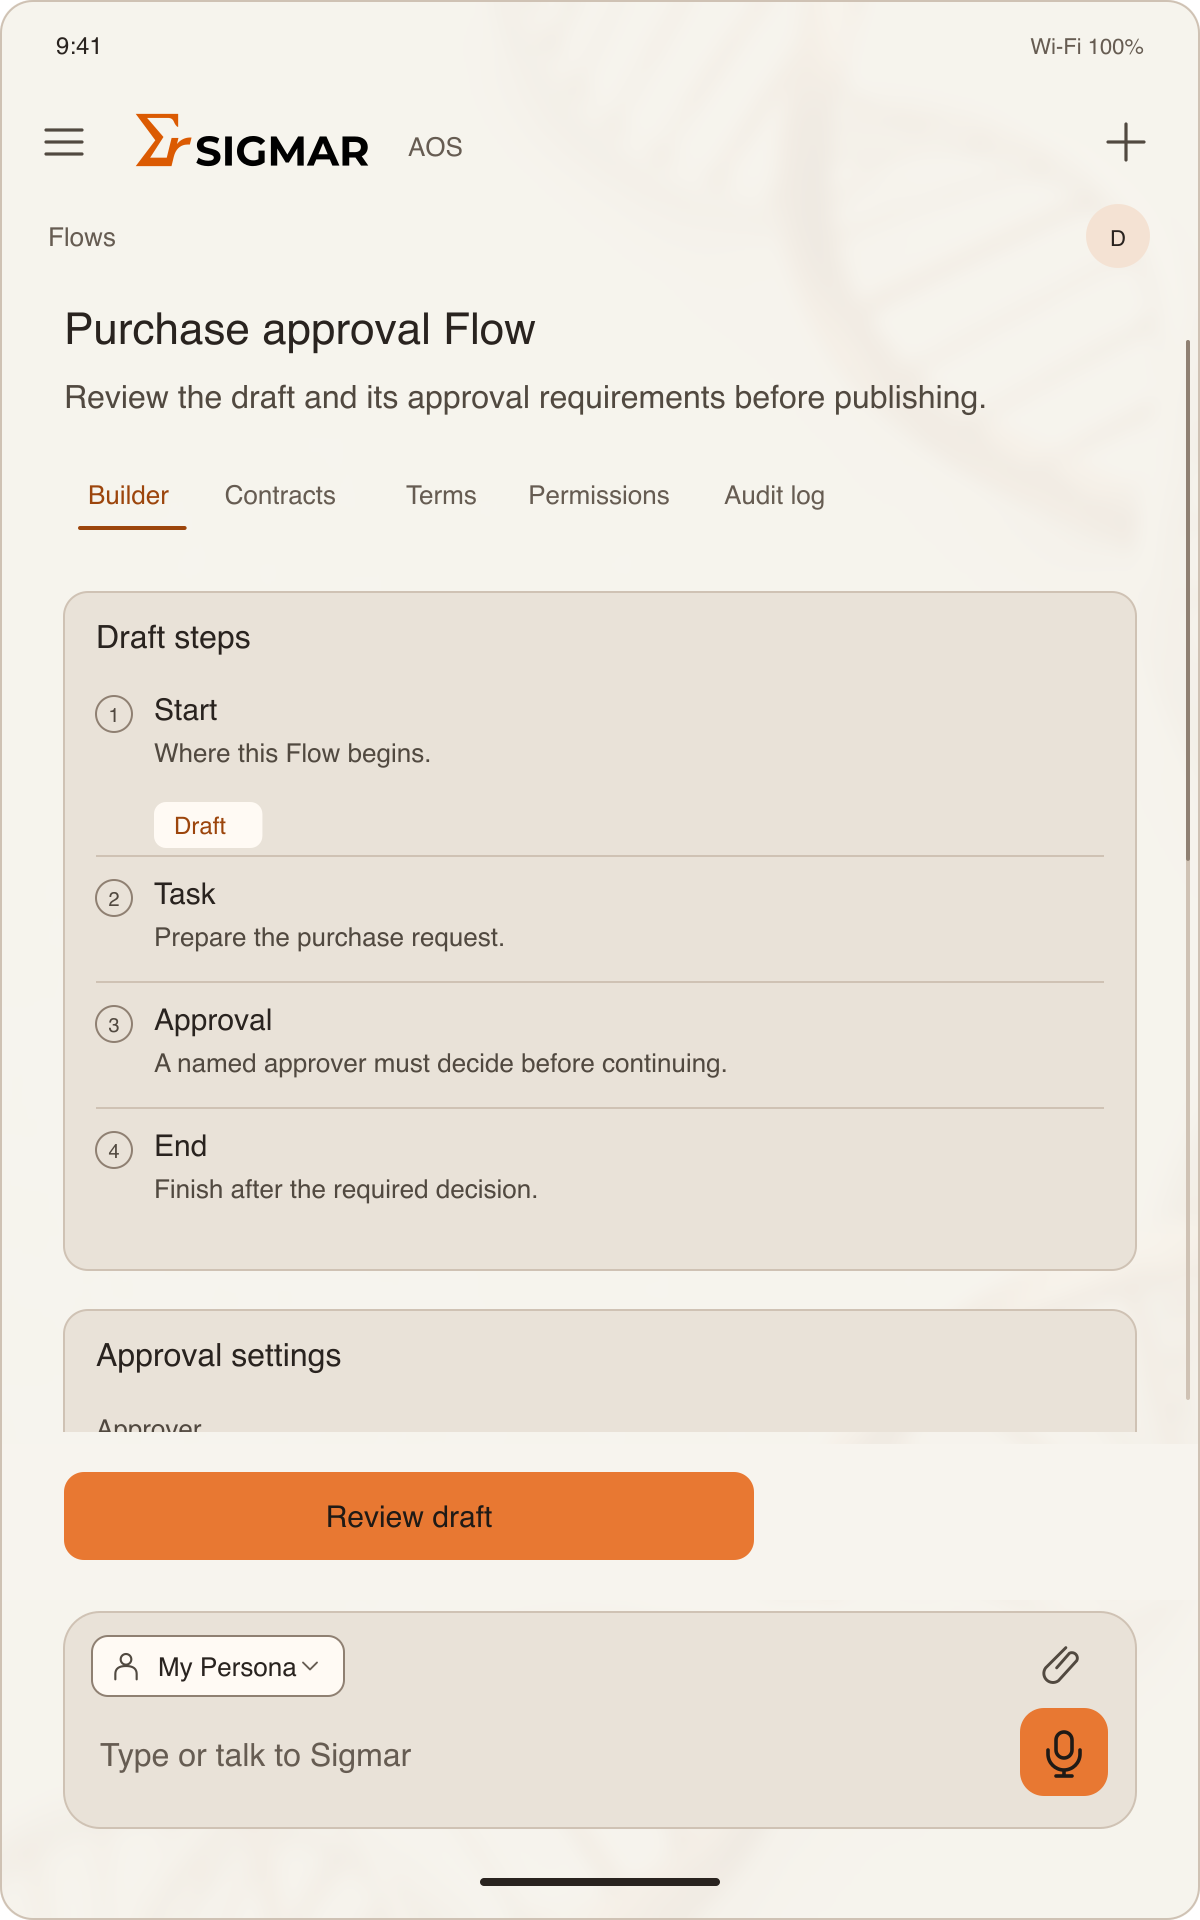 9:41
Wi-Fi 100%
Σr SIGMAR AOS
Flows
D
Purchase approval Flow
Review the draft and its approval requirements before publishing.
Builder Contracts Terms Permissions Audit log
Draft steps
1 Start
Where this Flow begins.
Draft
2 Task
Prepare the purchase request.
3 Approval
A named approver must decide before continuing.
4 End
Finish after the required decision.
Approval settings
Approver
Review draft
My Persona
Type or talk to Sigmar